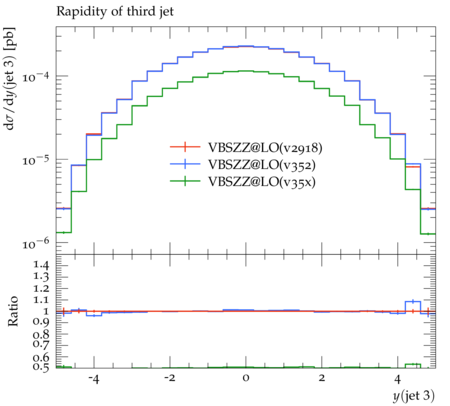 Rapidity of third jet
dσ/dy(jet 3) [pb]
10⁻⁴
10⁻⁵
10⁻⁶
VBSZZ@LO(v2918)
VBSZZ@LO(v352)
VBSZZ@LO(v35x)
Ratio
1.4
1.3
1.2
1.1
1
0.9
0.8
0.7
0.6
0.5
-4 -2 0 2 4
y(jet 3)